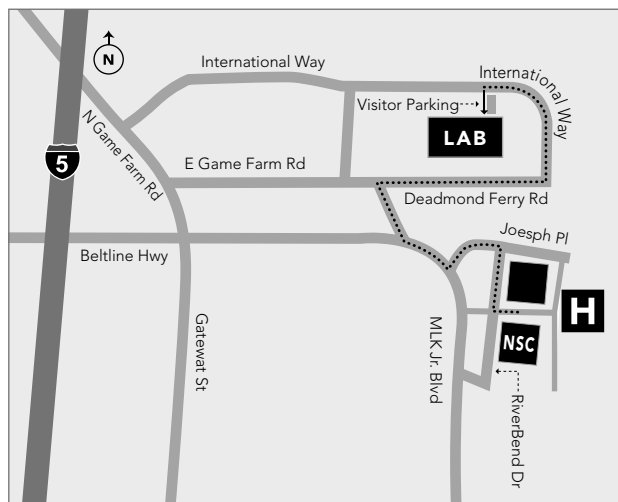 N
International Way
International Way
Visitor Parking
LAB
5
N Game Farm Rd
E Game Farm Rd
Deadmond Ferry Rd
Joesph Pl
Beltline Hwy
H
Gatewat St
MLK Jr. Blvd
NSC
RiverBend Dr